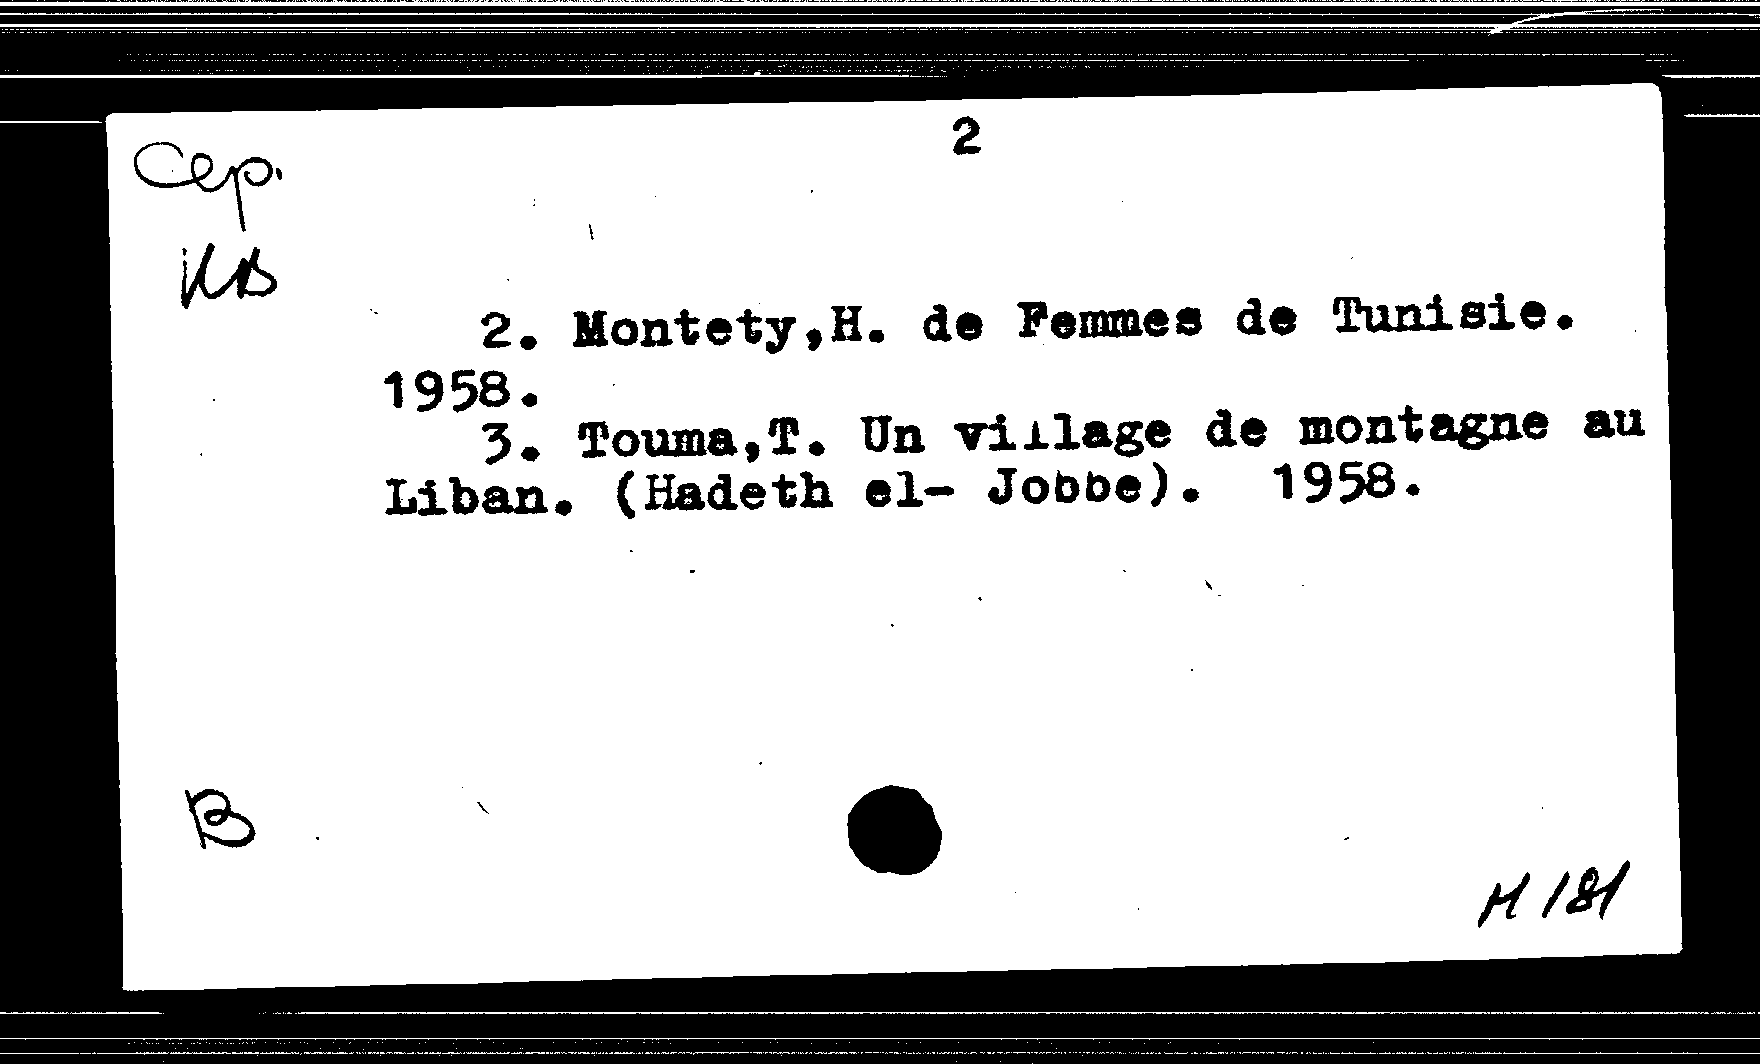 2
Сер.
КВ
2. Montety,H. de Femmes de Tunisie.
1958.
3. Touma,T. Un village de montagne au
Liban. (Hadeth el- Jobbe). 1958.
В
И 181